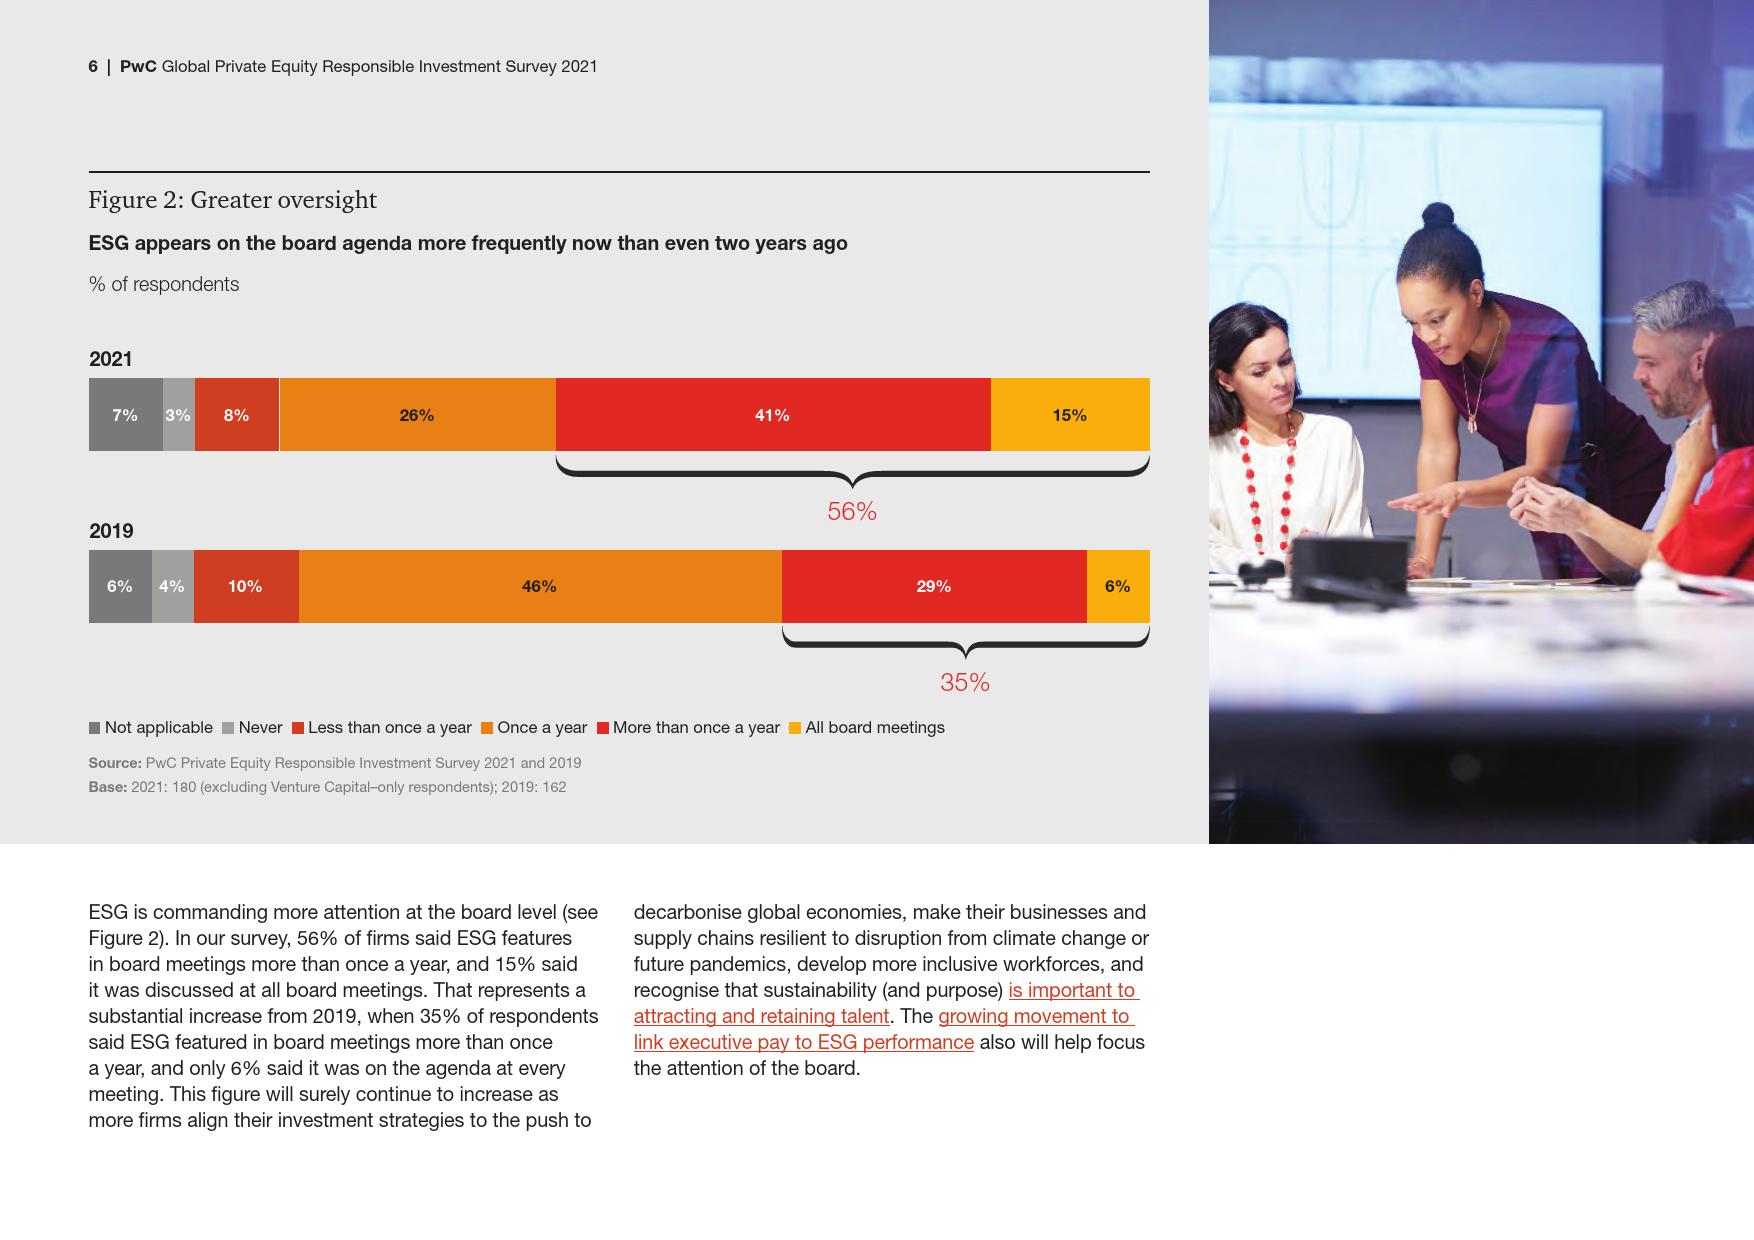 6 | PwC Global Private Equity Responsible Investment Survey 2021
Figure 2: Greater oversight
ESG appears on the board agenda more frequently now than even two years ago
% of respondents
2021
7% 3% 8% 26% 41% 15%
56%
2019
6% 4% 10% 46% 29% 6%
35%
Not applicable Never Less than once a year Once a year More than once a year All board meetings
Source: PwC Private Equity Responsible Investment Survey 2021 and 2019
Base: 2021: 180 (excluding Venture Capital–only respondents); 2019: 162
ESG is commanding more attention at the board level (see
Figure 2). In our survey, 56% of firms said ESG features
in board meetings more than once a year, and 15% said
it was discussed at all board meetings. That represents a
substantial increase from 2019, when 35% of respondents
said ESG featured in board meetings more than once
a year, and only 6% said it was on the agenda at every
meeting. This figure will surely continue to increase as
more firms align their investment strategies to the push to
decarbonise global economies, make their businesses and
supply chains resilient to disruption from climate change or
future pandemics, develop more inclusive workforces, and
recognise that sustainability (and purpose) is important to
attracting and retaining talent. The growing movement to
link executive pay to ESG performance also will help focus
the attention of the board.